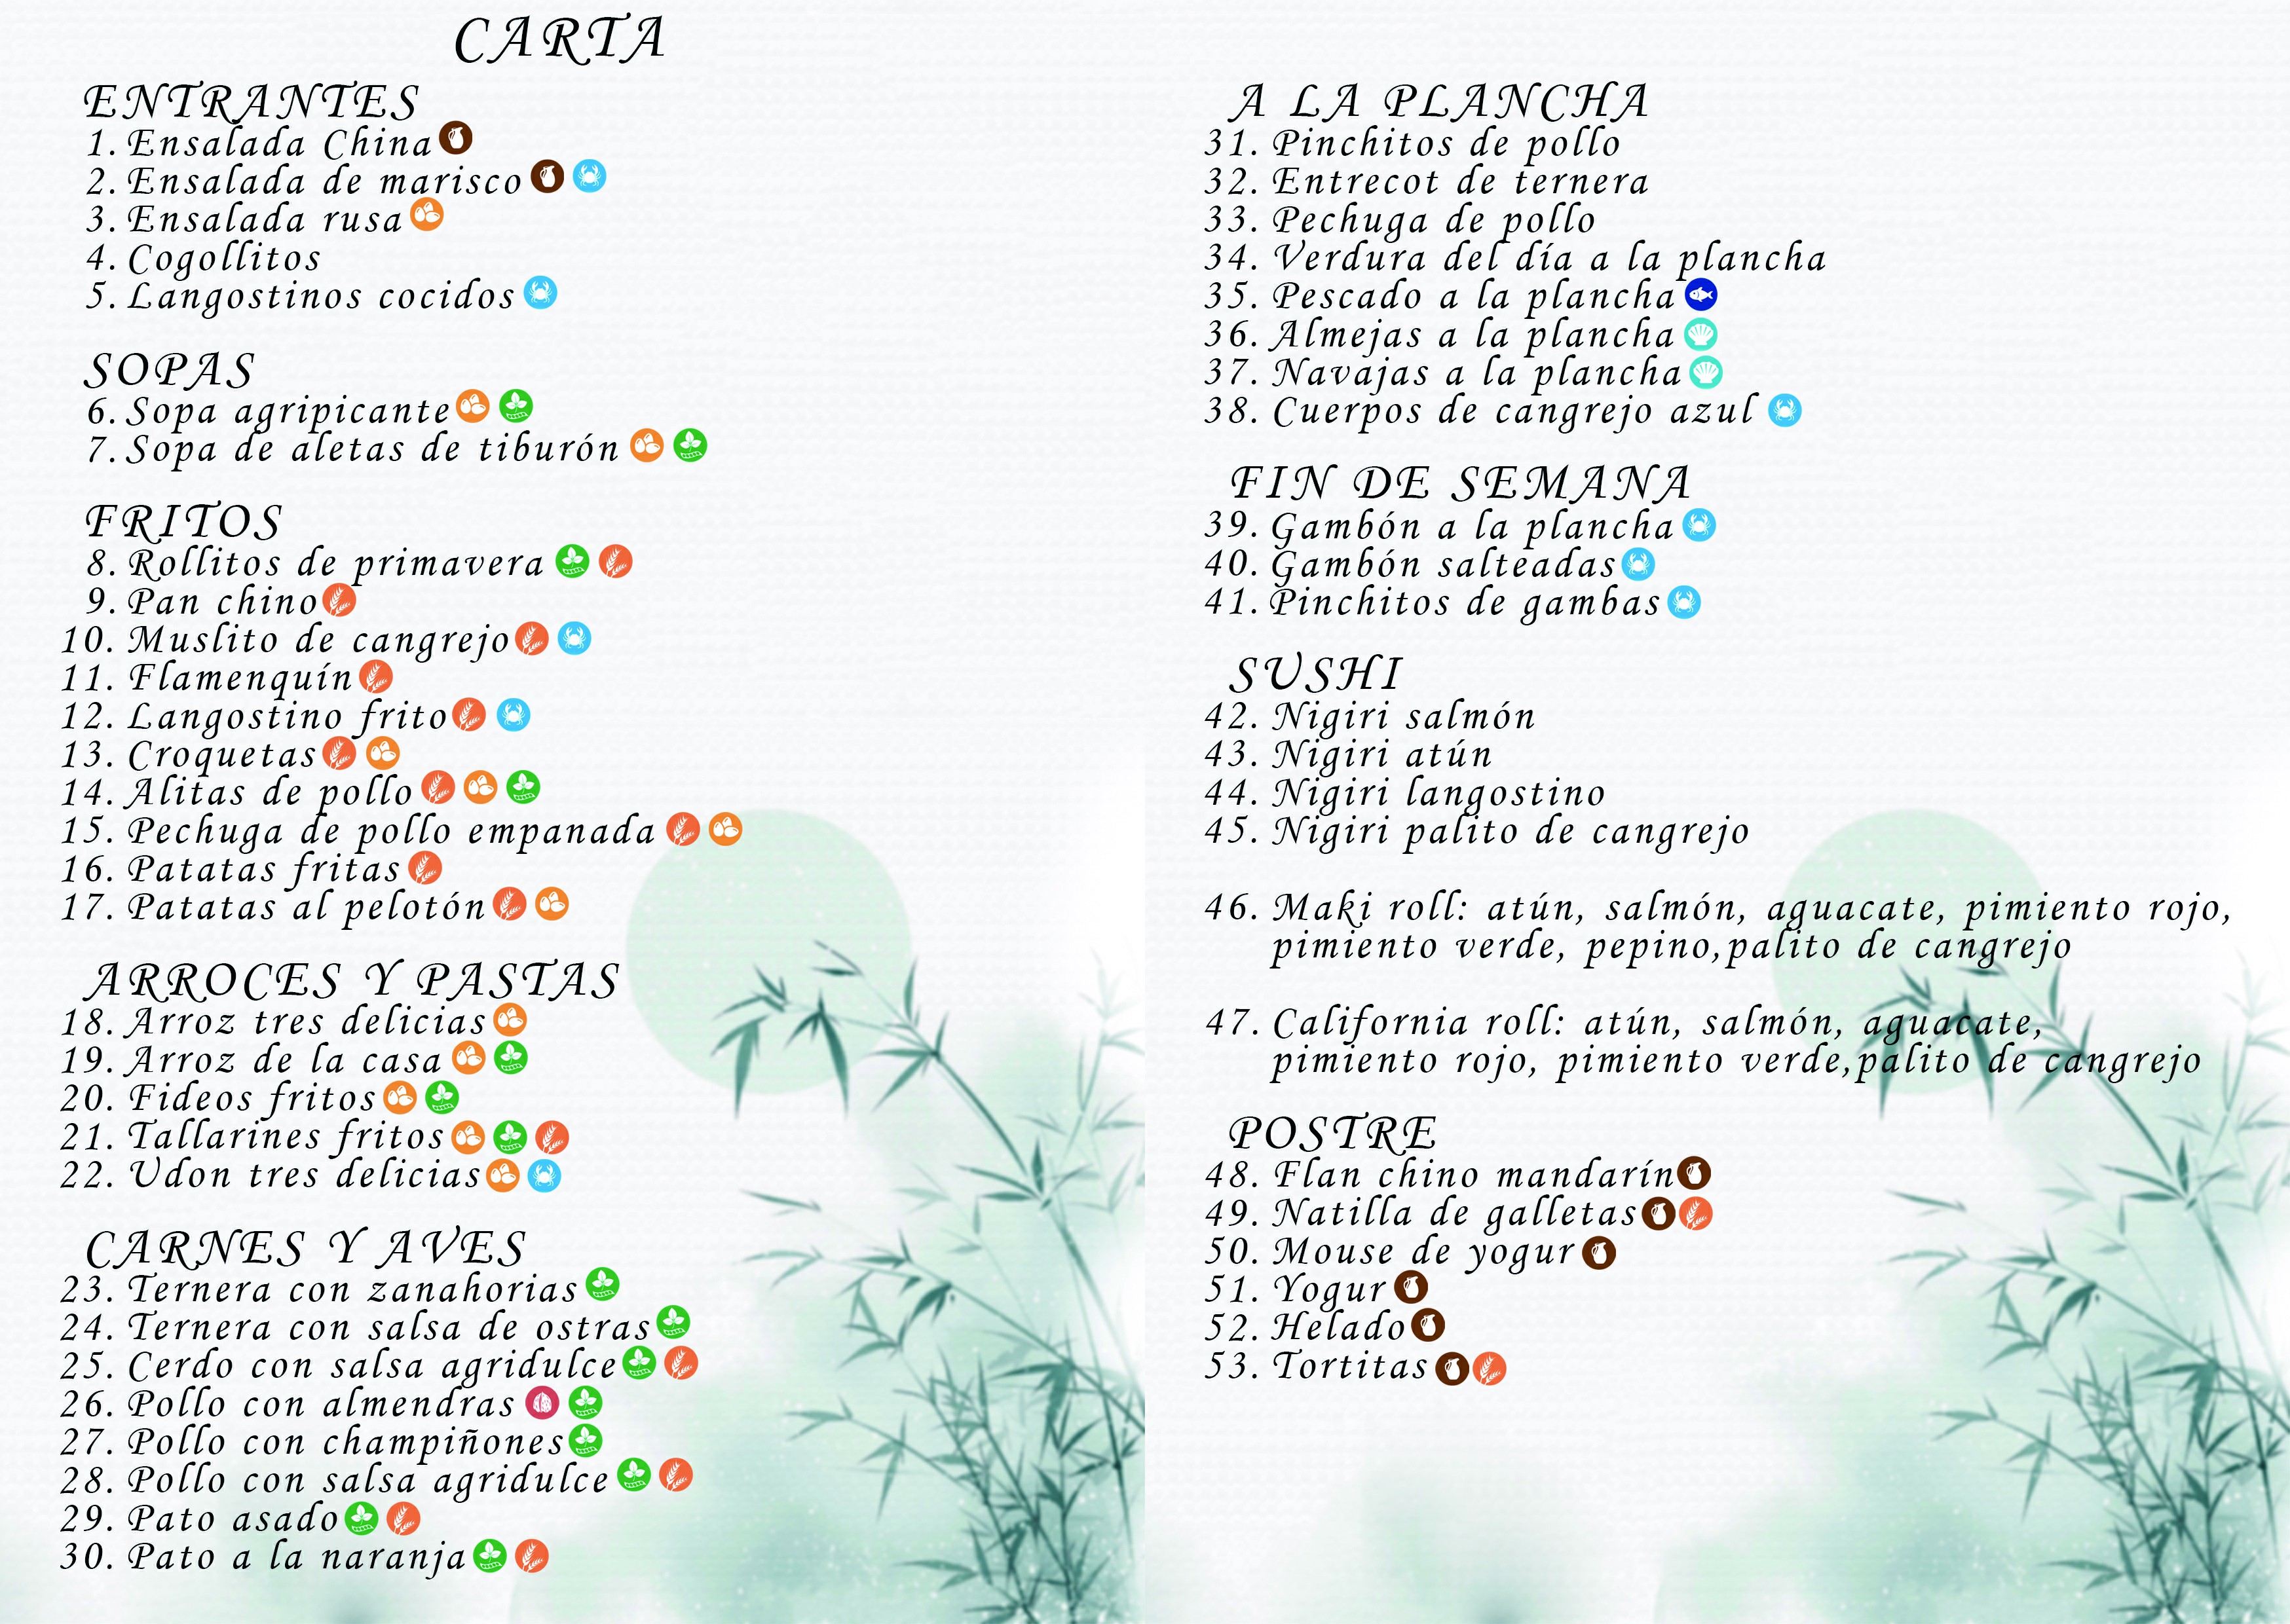 CARTA
ENTRANTES
1. Ensalada China
2. Ensalada de marisco
3. Ensalada rusa
4. Cogollitos
5. Langostinos cocidos
SOPAS
6. Sopa agripicante
7. Sopa de aletas de tiburón
FRITOS
8. Rollitos de primavera
9. Pan chino
10. Muslito de cangrejo
11. Flamenquín
12. Langostino frito
13. Croquetas
14. Alitas de pollo
15. Pechuga de pollo empanada
16. Patatas fritas
17. Patatas al pelotón
ARROCES Y PASTAS
18. Arroz tres delicias
19. Arroz de la casa
20. Fideos fritos
21. Tallarines fritos
22. Udon tres delicias
CARNES Y AVES
23. Ternera con zanahorias
24. Ternera con salsa de ostras
25. Cerdo con salsa agridulce
26. Pollo con almendras
27. Pollo con champiñones
28. Pollo con salsa agridulce
29. Pato asado
30. Pato a la naranja
A LA PLANCHA
31. Pinchitos de pollo
32. Entrecot de ternera
33. Pechuga de pollo
34. Verdura del día a la plancha
35. Pescado a la plancha
36. Almejas a la plancha
37. Navajas a la plancha
38. Cuerpos de cangrejo azul
FIN DE SEMANA
39. Gambón a la plancha
40. Gambón salteadas
41. Pinchitos de gambas
SUSHI
42. Nigiri salmón
43. Nigiri atún
44. Nigiri langostino
45. Nigiri palito de cangrejo
46. Maki roll: atún, salmón, aguacate, pimiento rojo,
pimiento verde, pepino,palito de cangrejo
47. California roll: atún, salmón, aguacate,
pimiento rojo, pimiento verde,palito de cangrejo
POSTRE
48. Flan chino mandarín
49. Natilla de galletas
50. Mouse de yogur
51. Yogur
52. Helado
53. Tortitas